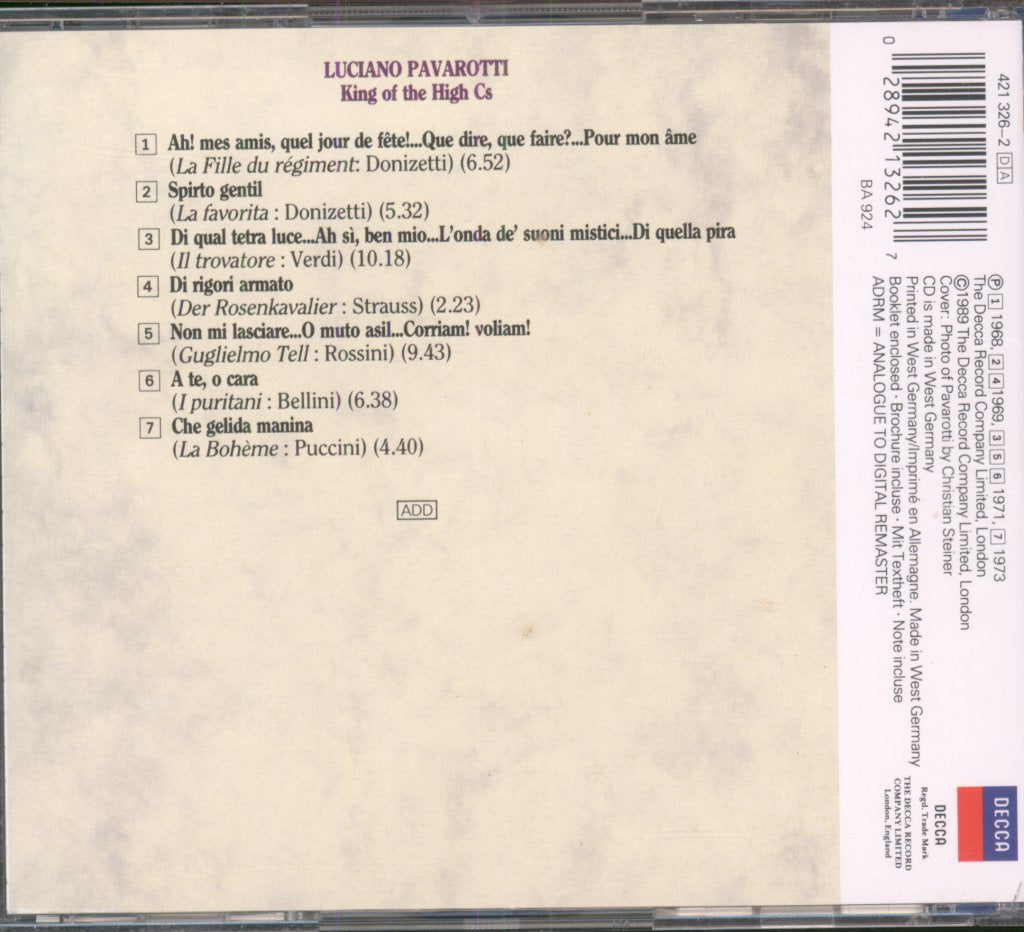 LUCIANO PAVAROTTI
King of the High Cs
1 Ah! mes amis, quel jour de fête!...Que dire, que faire?...Pour mon âme
(La Fille du régiment: Donizetti) (6.52)
2 Spirto gentil
(La favorita : Donizetti) (5.32)
3 Di qual tetra luce...Ah sì, ben mio...L'onda de' suoni mistici...Di quella pira
(Il trovatore : Verdi) (10.18)
4 Di rigori armato
(Der Rosenkavalier : Strauss) (2.23)
5 Non mi lasciare...O muto asil...Corriam! voliam!
(Guglielmo Tell : Rossini) (9.43)
6 A te, o cara
(I puritani : Bellini) (6.38)
7 Che gelida manina
(La Bohème : Puccini) (4.40)
ADD
421 326-2 DA
0 28942 13262 7
BA 924
℗ 1 1968, 2 4 1969, 3 5 6 1971, 7 1973
The Decca Record Company Limited, London
© 1989 The Decca Record Company Limited, London
Cover: Photo of Pavarotti by Christian Steiner
CD is made in West Germany
Printed in West Germany/Imprimé en Allemagne. Made in West Germany
Booklet enclosed · Brochure incluse · Mit Textheft · Note incluse
ADRM = ANALOGUE TO DIGITAL REMASTER
DECCA
DECCA
Regd. Trade Mark
THE DECCA RECORD
COMPANY LIMITED
London, England